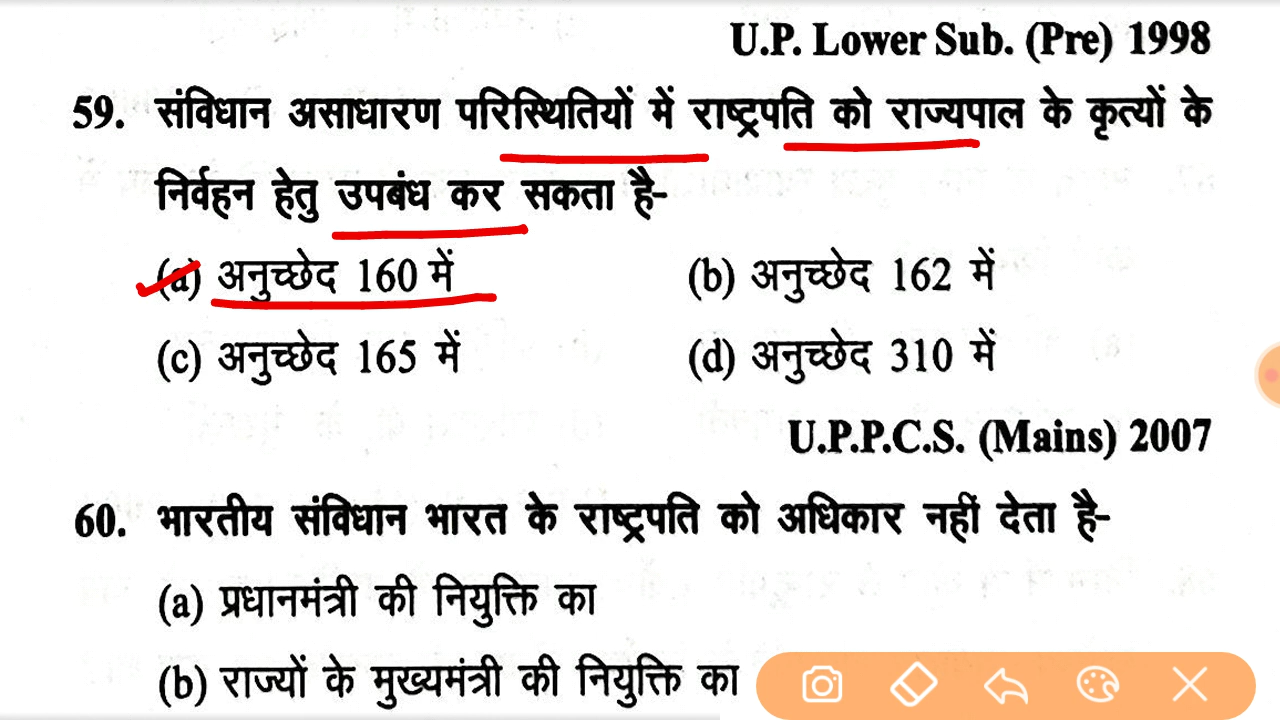 U.P. Lower Sub. (Pre) 1998
59. संविधान असाधारण परिस्थितियों में राष्ट्रपति को राज्यपाल के कृत्यों के
निर्वहन हेतु उपबंध कर सकता है-
(a) अनुच्छेद 160 में (b) अनुच्छेद 162 में
(c) अनुच्छेद 165 में (d) अनुच्छेद 310 में
U.P.P.C.S. (Mains) 2007
60. भारतीय संविधान भारत के राष्ट्रपति को अधिकार नहीं देता है-
(a) प्रधानमंत्री की नियुक्ति का
(b) राज्यों के मुख्यमंत्री की नियुक्ति का